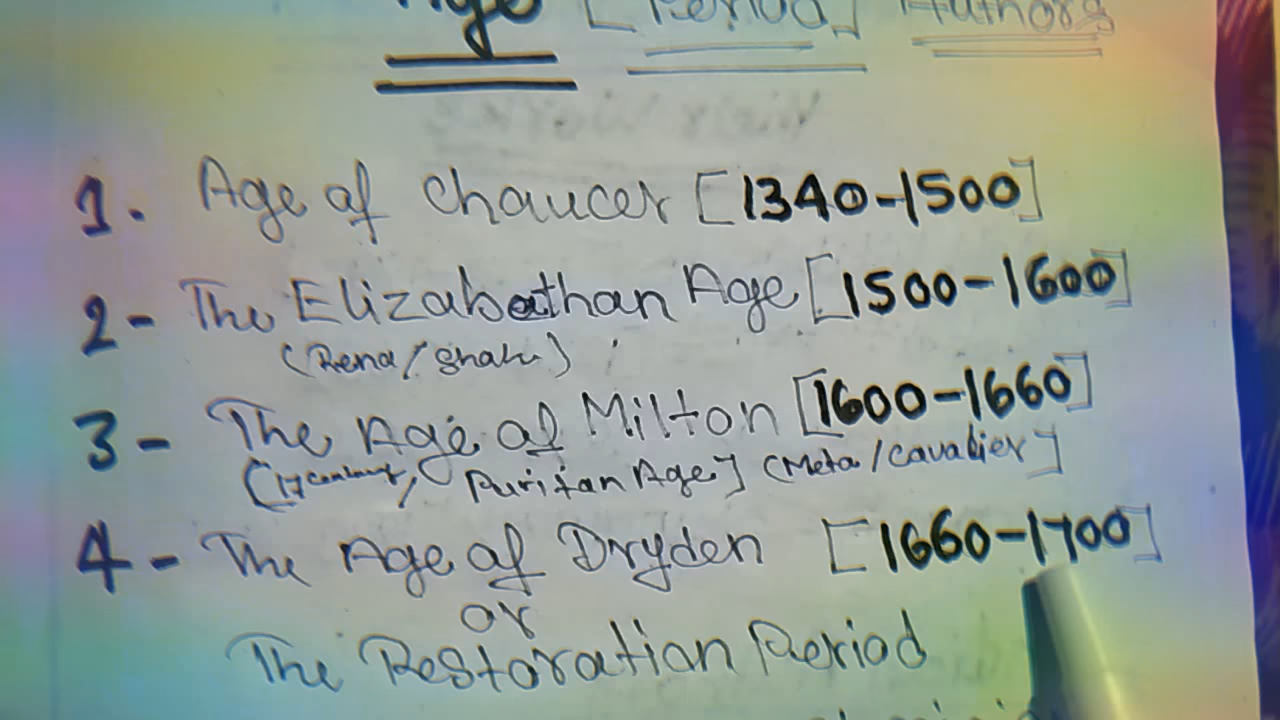 Age [Period] Authors
1. Age of Chaucer [1340-1500]
2- The Elizabethan Age [1500-1600]
(Rena/Shak)
3- The Age of Milton [1600-1660]
[17 century, Puritan Age] (Meta/Cavalier]
4- The Age of Dryden [1660-1700]
or
The Restoration Period